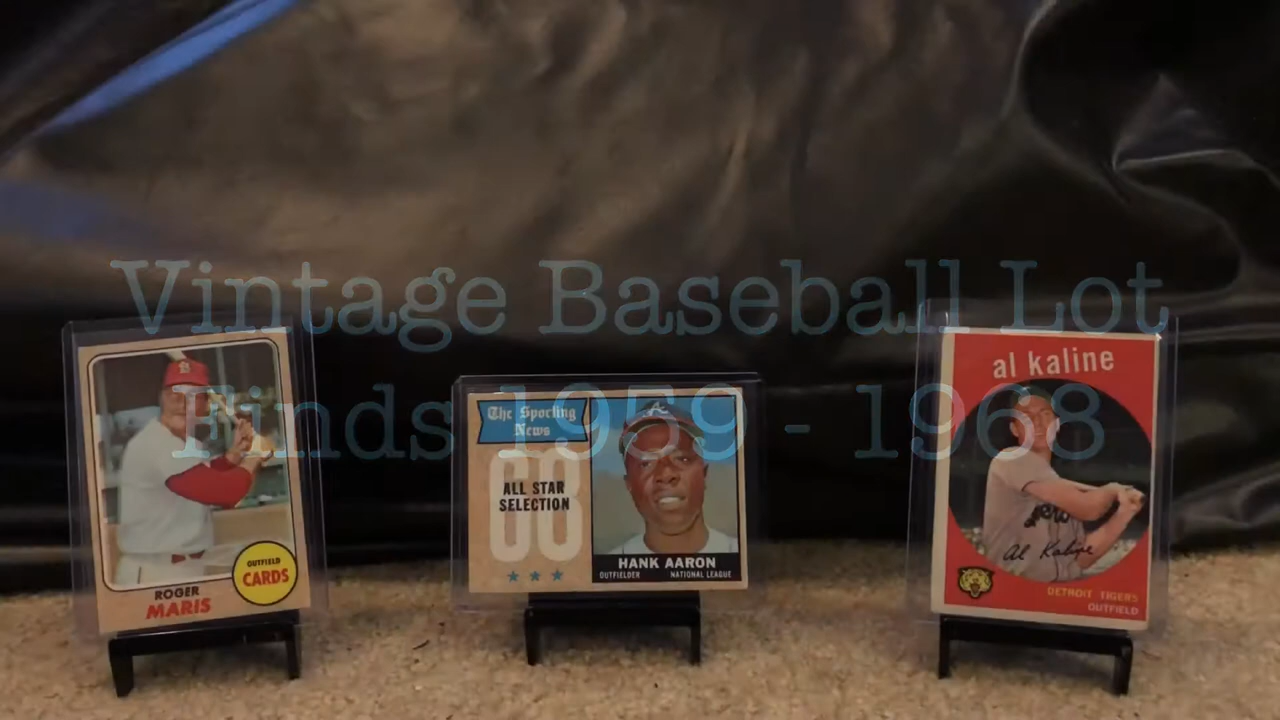 Vintage Baseball Lot
Finds 1959 - 1968
ROGER
MARIS
OUTFIELD
CARDS
The Sporting
News
68
ALL STAR
SELECTION
HANK AARON
OUTFIELDER NATIONAL LEAGUE
al kaline
Aero
Al Kaline
DETROIT TIGERS
OUTFIELD